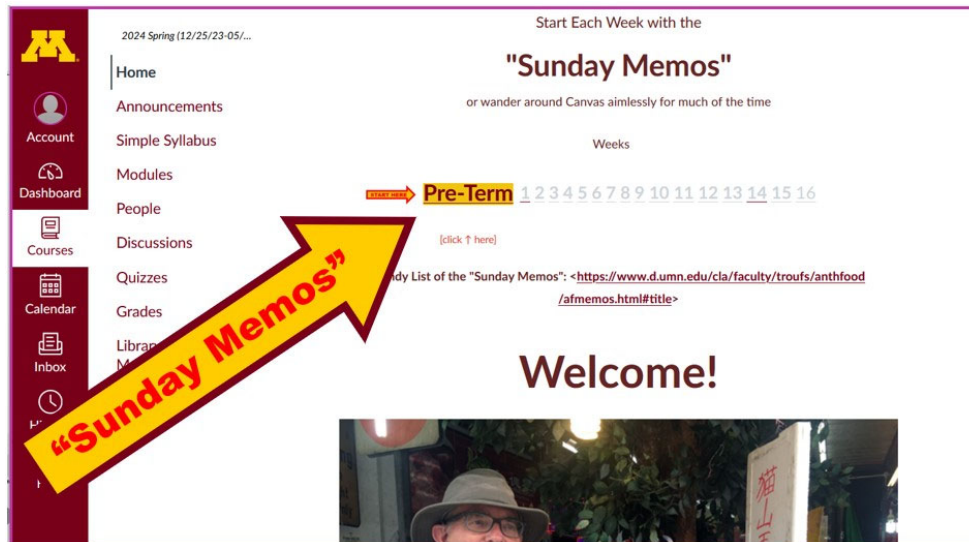 2024 Spring (12/25/23-05/...
Home
Announcements
Simple Syllabus
Modules
People
Discussions
Quizzes
Grades
Account
Dashboard
Courses
Calendar
Inbox
Start Each Week with the
"Sunday Memos"
or wander around Canvas aimlessly for much of the time
Weeks
START HERE Pre-Term 1 2 3 4 5 6 7 8 9 10 11 12 13 14 15 16
[click ↑ here]
List of the "Sunday Memos": <https://www.d.umn.edu/cla/faculty/troufs/anthfood
/afmemos.html#title>
"Sunday Memos"
Welcome!
猫
山